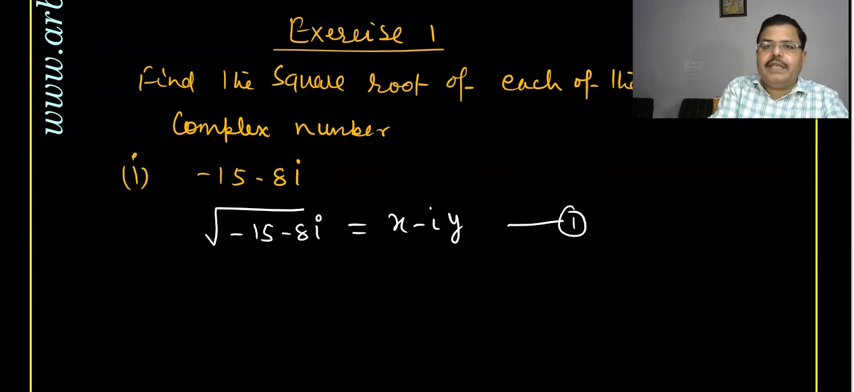 www.arb
Exercise 1
Find the Square root of each of the
Complex number
(i) -15-8i
√-15-8i = x-iy —①